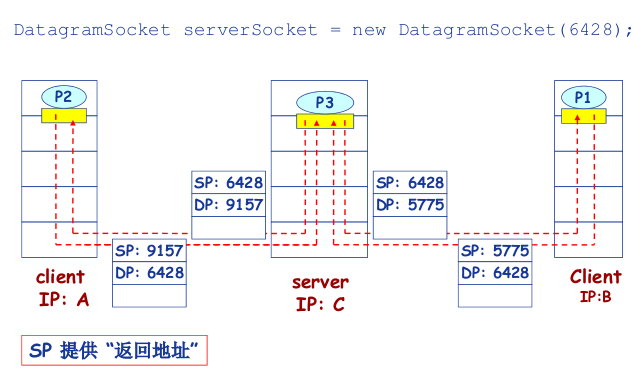 DatagramSocket serverSocket = new DatagramSocket(6428);
P2
P3
P1
SP: 6428
DP: 9157
SP: 6428
DP: 5775
SP: 9157
DP: 6428
SP: 5775
DP: 6428
client
IP: A
server
IP: C
Client
IP:B
SP 提供 “返回地址”